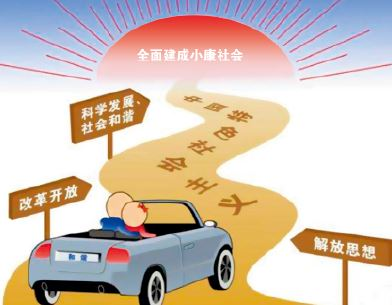 全面建成小康社会
科学发展、
社会和谐
中国特色社会主义
改革开放
解放思想
和谐